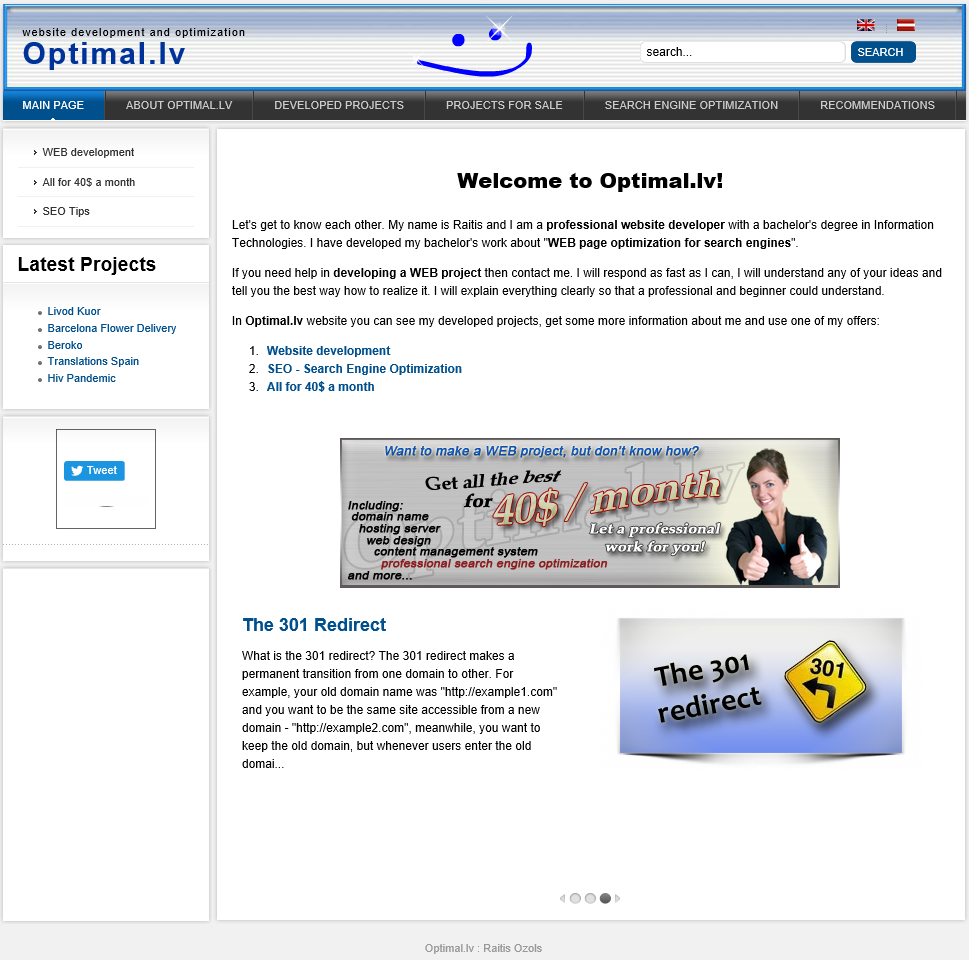 website development and optimization
Optimal.lv
search...
SEARCH
MAIN PAGE
ABOUT OPTIMAL.LV
DEVELOPED PROJECTS
PROJECTS FOR SALE
SEARCH ENGINE OPTIMIZATION
RECOMMENDATIONS
WEB development
All for 40$ a month
SEO Tips
Latest Projects
Livod Kuor
Barcelona Flower Delivery
Beroko
Translations Spain
Hiv Pandemic
Tweet
Welcome to Optimal.lv!
Let's get to know each other. My name is Raitis and I am a professional website developer with a bachelor's degree in Information
Technologies. I have developed my bachelor's work about "WEB page optimization for search engines".
If you need help in developing a WEB project then contact me. I will respond as fast as I can, I will understand any of your ideas and
tell you the best way how to realize it. I will explain everything clearly so that a professional and beginner could understand.
In Optimal.lv website you can see my developed projects, get some more information about me and use one of my offers:
1. Website development
2. SEO - Search Engine Optimization
3. All for 40$ a month
Want to make a WEB project, but don't know how?
Get all the best
for 40$ / month
Including:
domain name
hosting server
web design
content management system
professional search engine optimization
and more...
Let a professional
work for you!
Optimal.lv
The 301 Redirect
What is the 301 redirect? The 301 redirect makes a
permanent transition from one domain to other. For
example, your old domain name was "http://example1.com"
and you want to be the same site accessible from a new
domain - "http://example2.com", meanwhile, you want to
keep the old domain, but whenever users enter the old
domai...
The 301
redirect
301
Optimal.lv : Raitis Ozols